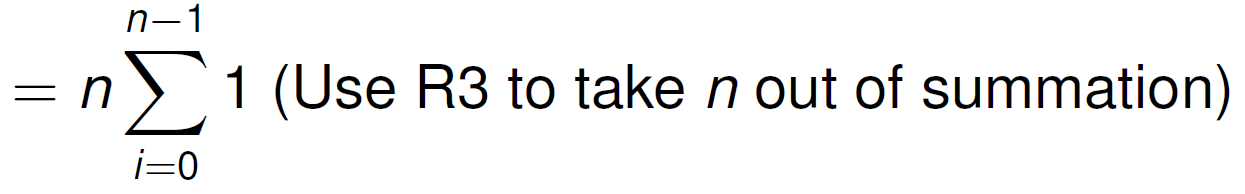 n−1
= n∑ 1 (Use R3 to take n out of summation)
i=0